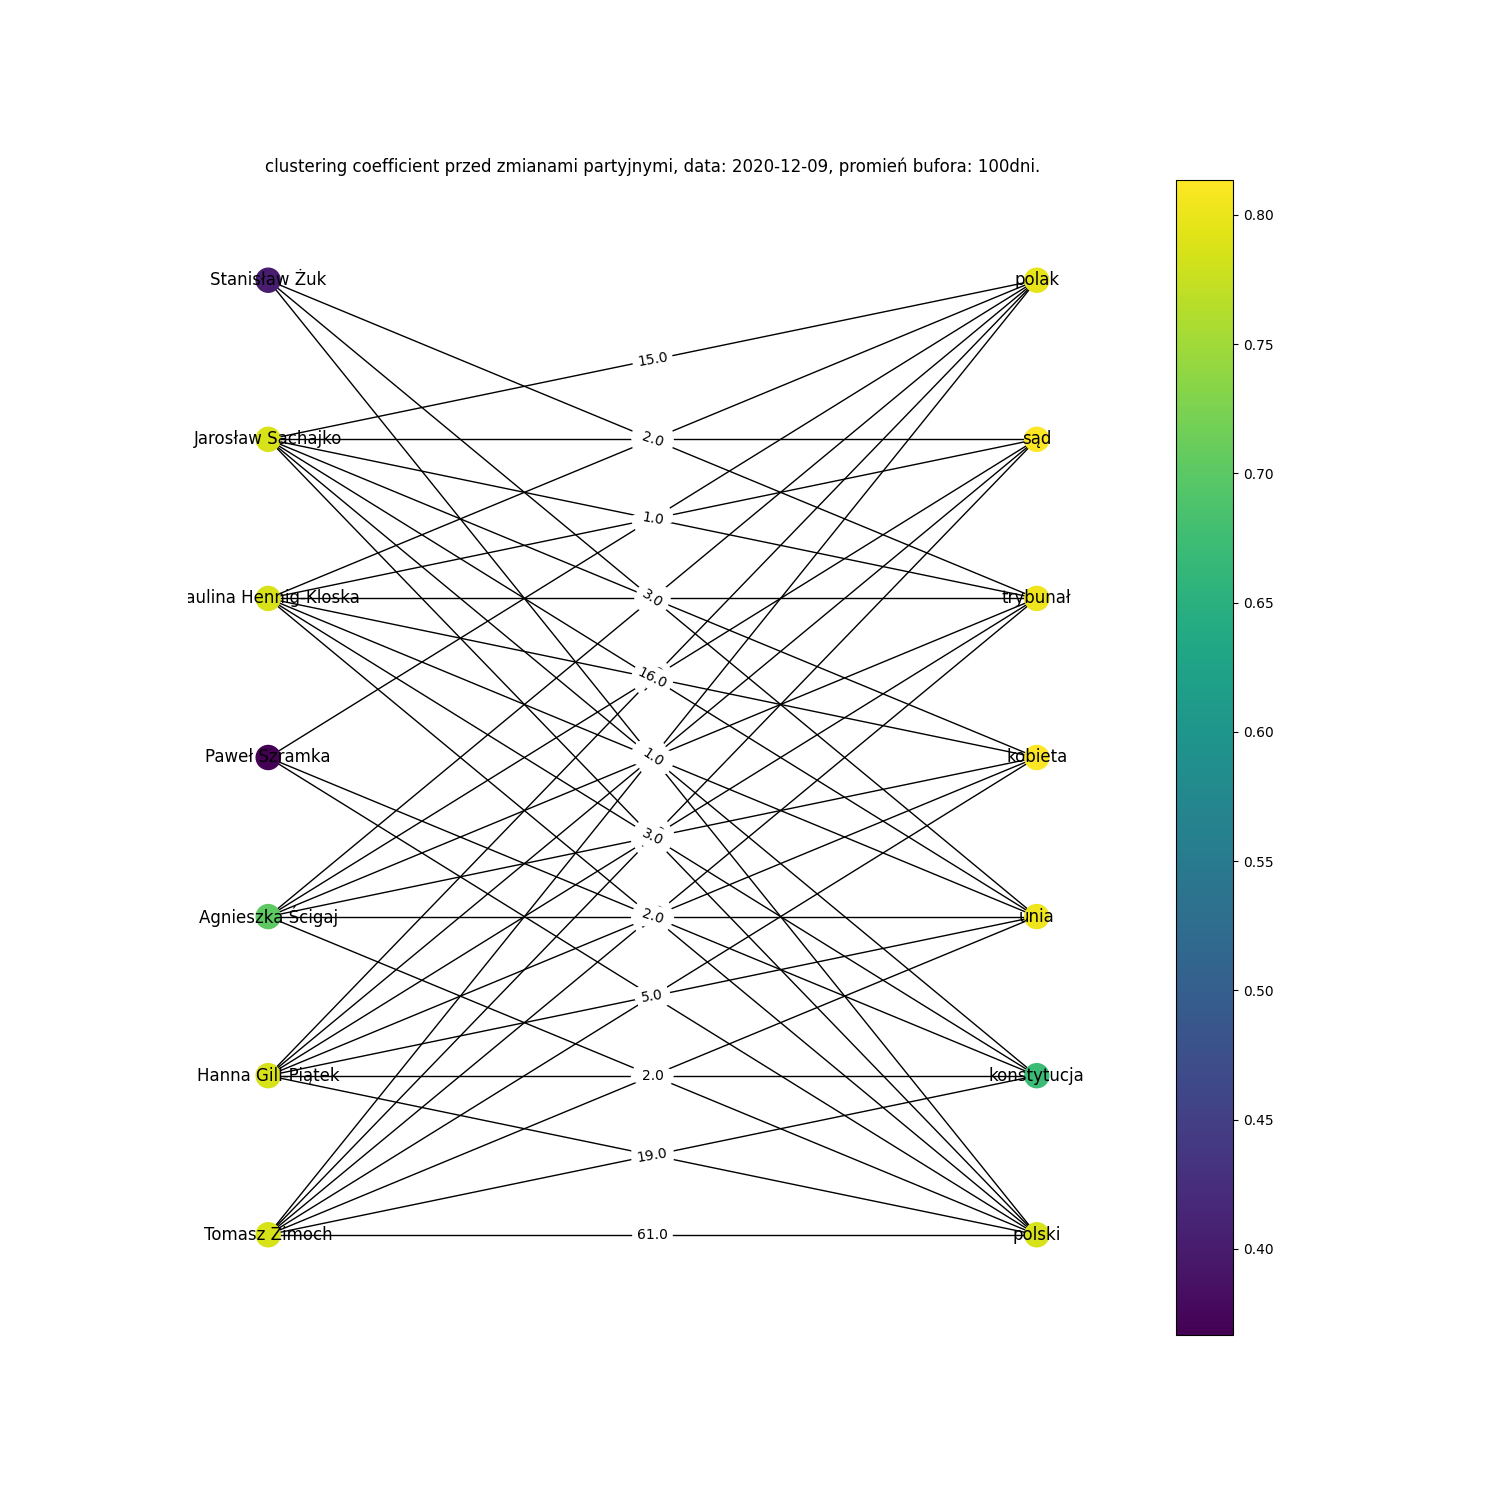 clustering coefficient przed zmianami partyjnymi, data: 2020-12-09, promień bufora: 100dni.
Stanisław Żuk
polak
15.0
Jarosław Sachajko
2.0
sąd
1.0
aulina Hennig Kloska
3.0
trybunał
16.0
Paweł Szramka
1.0
kobieta
3.0
Agnieszka Ścigaj
2.0
unia
5.0
Hanna Gill Piątek
2.0
konstytucja
19.0
Tomasz Zimoch
61.0
polski
0.80
0.75
0.70
0.65
0.60
0.55
0.50
0.45
0.40